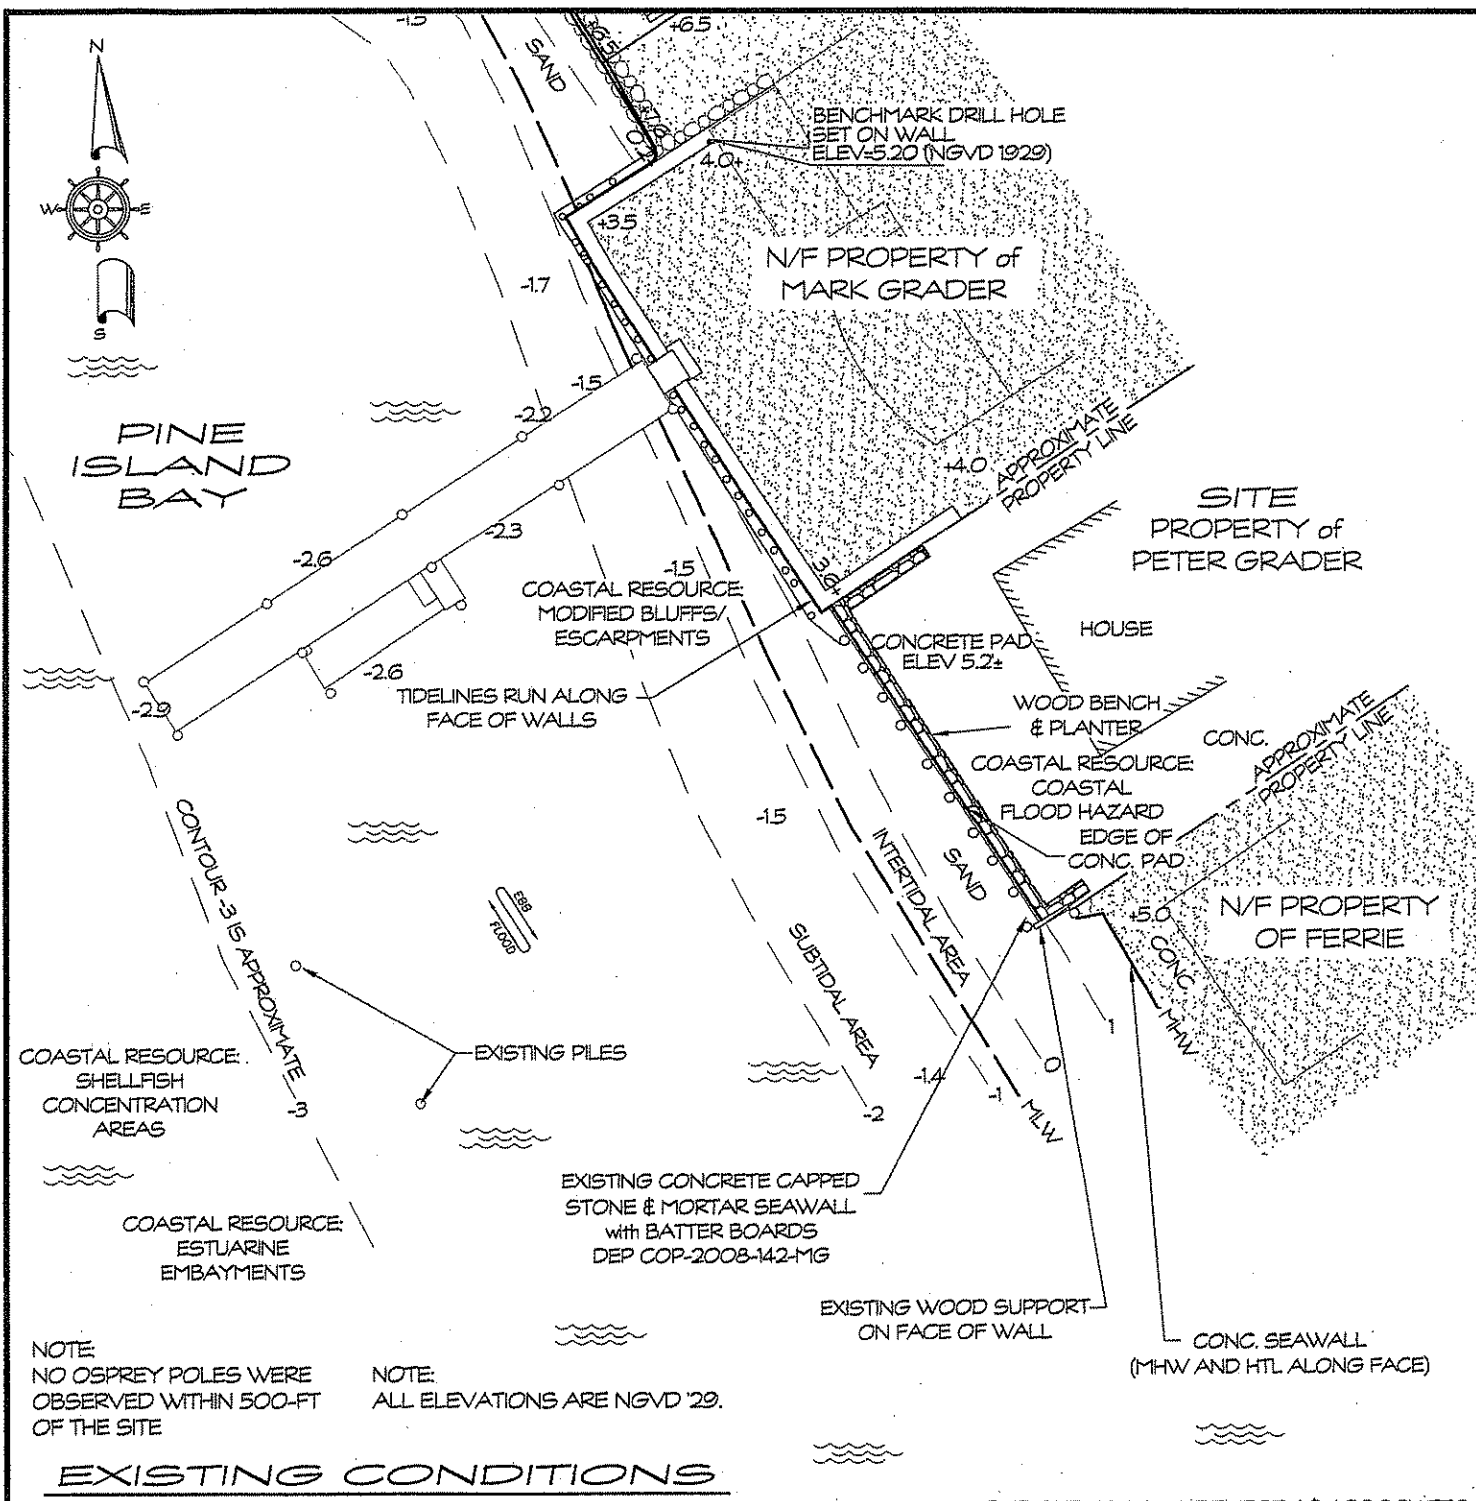 -1.5
SAND
+6.5
+6.5
N
BENCHMARK DRILL HOLE
SET ON WALL
ELEV=5.20 (NGVD 1929)
+7.6
0.2
4.0+
W
E
+3.5
N/F PROPERTY of
MARK GRADER
-1.7
S
-1.5
-2.2
PINE
ISLAND
BAY
APPROXIMATE
PROPERTY LINE
+4.0
SITE
PROPERTY of
PETER GRADER
-2.3
-2.6
-1.5
3.6+
COASTAL RESOURCE:
MODIFIED BLUFFS/
ESCARPMENTS
HOUSE
CONCRETE PAD
ELEV 5.2±
-2.6
TIDELINES RUN ALONG
FACE OF WALLS
-2.9
WOOD BENCH
& PLANTER
CONC.
APPROXIMATE
PROPERTY LINE
COASTAL RESOURCE:
COASTAL
FLOOD HAZARD
EDGE OF
CONC. PAD
-1.5
CONTOUR -3 IS APPROXIMATE
INTERTIDAL AREA
SAND
EBB
FLOOD
SUBTIDAL AREA
+5.0
N/F PROPERTY
OF FERRIE
CONC.
MHW
1
0
EXISTING PILES
COASTAL RESOURCE:
SHELLFISH
CONCENTRATION
AREAS
-3
-1.4
-2
-1
MLW
EXISTING CONCRETE CAPPED
STONE & MORTAR SEAWALL
with BATTER BOARDS
DEP COP-2008-142-MG
COASTAL RESOURCE:
ESTUARINE
EMBAYMENTS
EXISTING WOOD SUPPORT
ON FACE OF WALL
CONC. SEAWALL
(MHW AND HTL ALONG FACE)
NOTE:
NO OSPREY POLES WERE
OBSERVED WITHIN 500-FT
OF THE SITE
NOTE:
ALL ELEVATIONS ARE NGVD '29.
EXISTING CONDITIONS